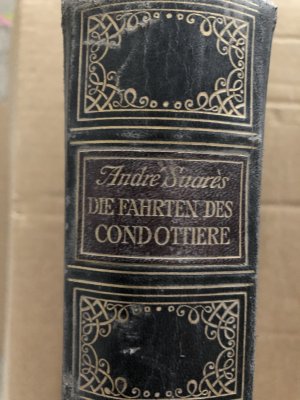 André Suarès
DIE FAHRTEN DES
CONDOTTIERE